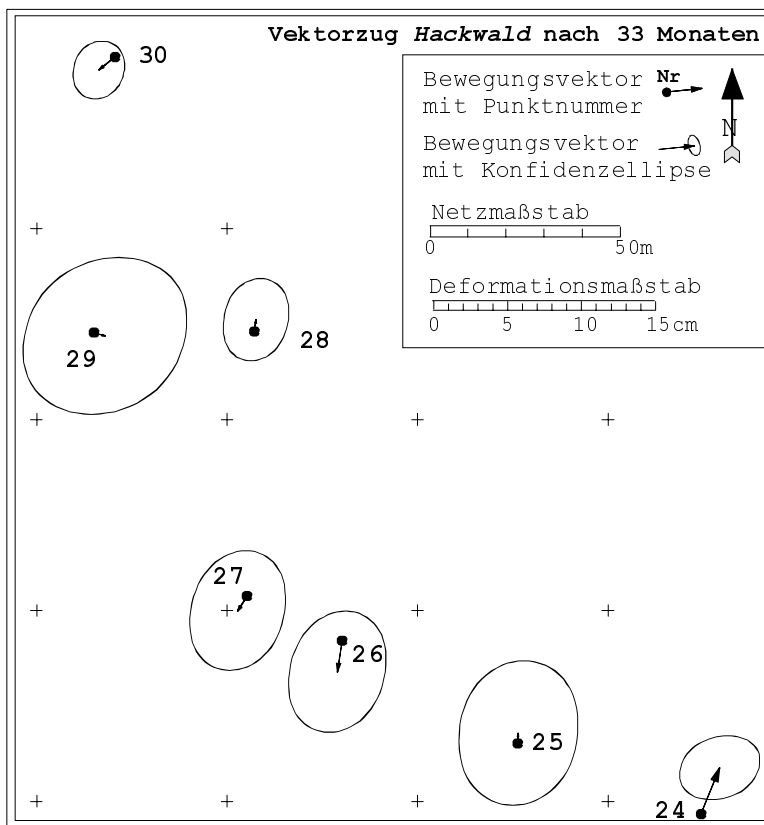 Vektorzug Hackwald nach 33 Monaten
30
Bewegungsvektor Nr
mit Punktnummer
N
Bewegungsvektor
mit Konfidenzellipse
Netzmaßstab
0 50m
Deformationsmaßstab
0 5 10 15cm
28
29
27
26
25
24